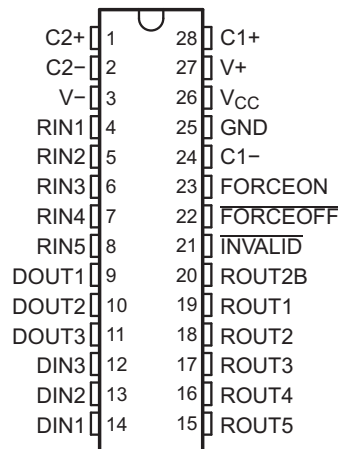 C2+ 1 28 C1+
C2− 2 27 V+
V− 3 26 VCC
RIN1 4 25 GND
RIN2 5 24 C1−
RIN3 6 23 FORCEON
RIN4 7 22 FORCEOFF
RIN5 8 21 INVALID
DOUT1 9 20 ROUT2B
DOUT2 10 19 ROUT1
DOUT3 11 18 ROUT2
DIN3 12 17 ROUT3
DIN2 13 16 ROUT4
DIN1 14 15 ROUT5